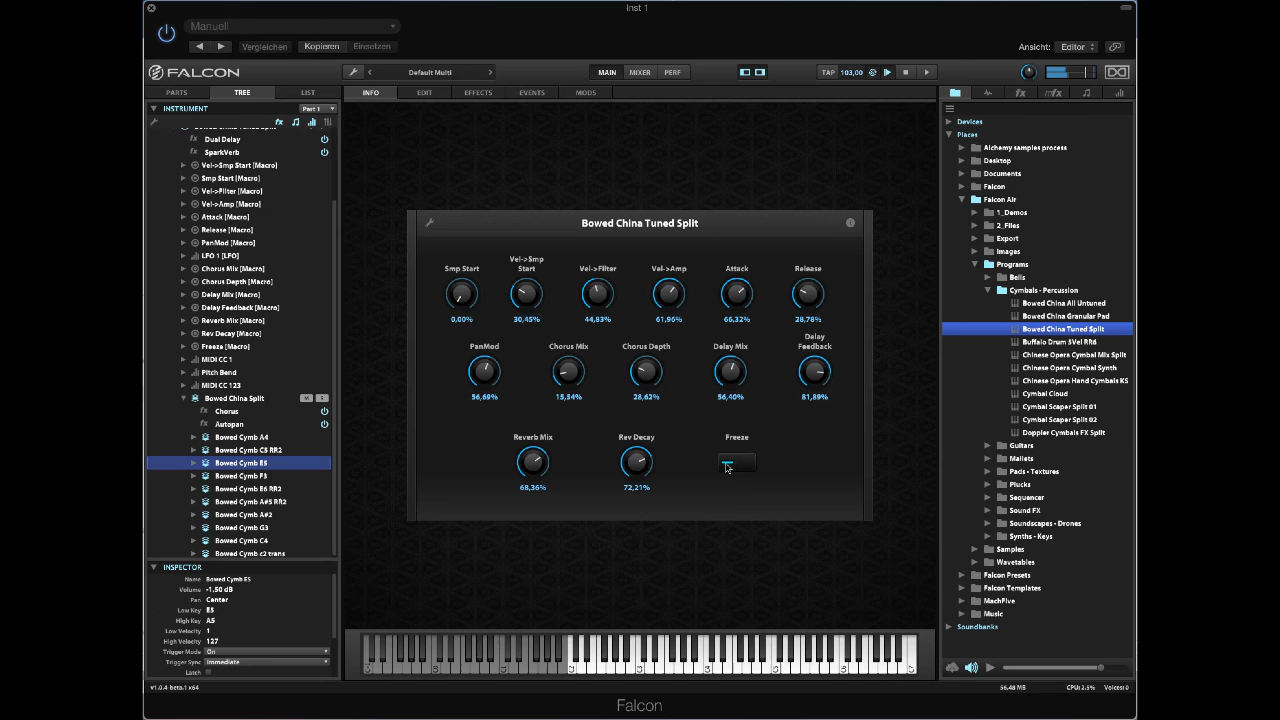 Inst 1
Manuell
Vergleichen
Kopieren
Einsetzen
Ansicht:
Editor
FALCON
Default Multi
MAIN
MIXER
PERF
TAP
103,00
PARTS
TREE
LIST
INFO
EDIT
EFFECTS
EVENTS
MODS
fx
mfx
INSTRUMENT
Part 1
fx
Dual Delay
SparkVerb
Vel->Smp Start [Macro]
Smp Start [Macro]
Vel->Filter [Macro]
Vel->Amp [Macro]
Attack [Macro]
Release [Macro]
PanMod [Macro]
LFO 1 [LFO]
Chorus Mix [Macro]
Chorus Depth [Macro]
Delay Mix [Macro]
Delay Feedback [Macro]
Reverb Mix [Macro]
Rev Decay [Macro]
Freeze [Macro]
MIDI CC 1
Pitch Bend
MIDI CC 123
Bowed China Split
M
S
Chorus
Autopan
Bowed Cymb A4
Bowed Cymb C5 RR2
Bowed Cymb E5
Bowed Cymb F3
Bowed Cymb E6 RR2
Bowed Cymb A#5 RR2
Bowed Cymb A#2
Bowed Cymb G3
Bowed Cymb C4
Bowed Cymb c2 trans
INSPECTOR
Name Bowed Cymb E5
Volume -1,50 dB
Pan Center
Low Key E5
High Key A5
Low Velocity 1
High Velocity 127
Trigger Mode On
Trigger Sync Immediate
Latch
v1.0.4 beta.1 x64
Bowed China Tuned Split
Smp Start
Vel->Smp
Start
Vel->Filter
Vel->Amp
Attack
Release
0,00%
30,45%
44,83%
61,96%
66,32%
28,78%
PanMod
Chorus Mix
Chorus Depth
Delay Mix
Delay
Feedback
56,69%
15,54%
28,62%
56,40%
81,89%
Reverb Mix
Rev Decay
Freeze
68,36%
72,21%
C2
C3
C4
C5
C6
C7
Devices
Places
Alchemy samples process
Desktop
Documents
Falcon
Falcon Air
1_Demos
2_Files
Export
Images
Programs
Bells
Cymbals - Percussion
Bowed China All Untuned
Bowed China Granular Pad
Bowed China Tuned Split
Buffalo Drum 5Vel RR6
Chinese Opera Cymbal Mix Split
Chinese Opera Cymbal Synth
Chinese Opera Hand Cymbals KS
Cymbal Cloud
Cymbal Scaper Split 01
Cymbal Scaper Split 02
Doppler Cymbals FX Split
Guitars
Mallets
Pads - Textures
Plucks
Sequencer
Sound FX
Soundscapes - Drones
Synths - Keys
Samples
Wavetables
Falcon Presets
Falcon Templates
MachFive
Music
Soundbanks
56,48 MB
CPU: 2.5%
Voices: 0
Falcon